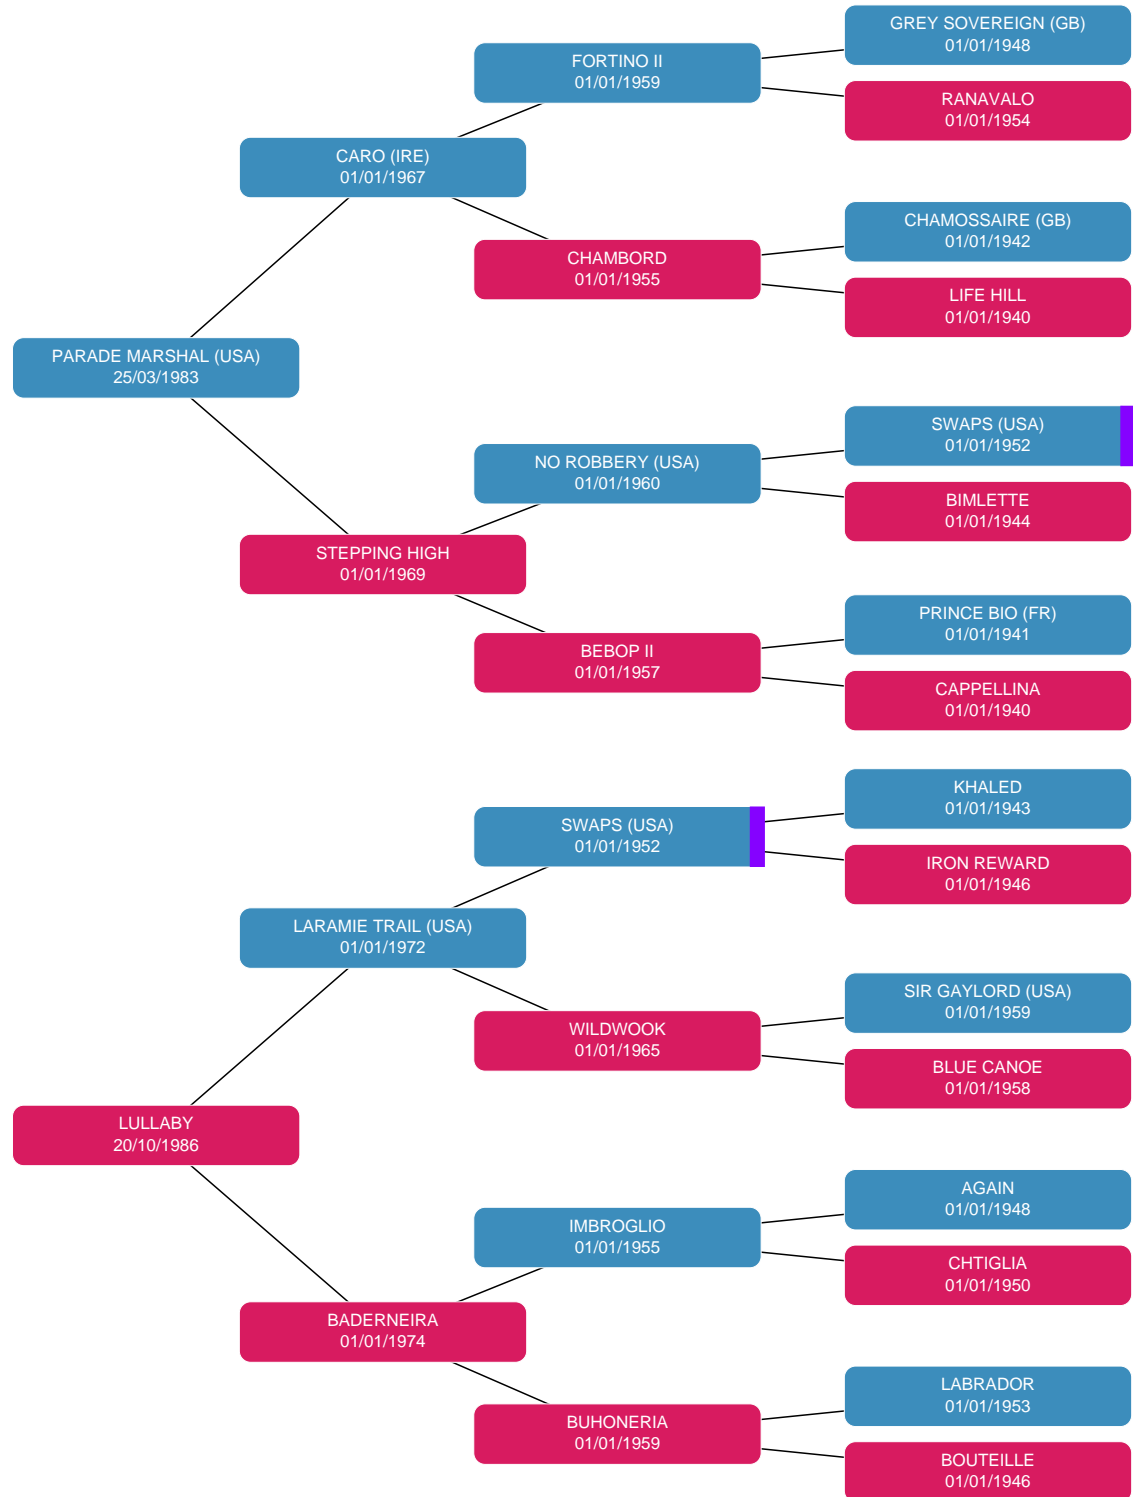 GREY SOVEREIGN (GB)
01/01/1948
FORTINO II
01/01/1959
RANAVALO
01/01/1954
CARO (IRE)
01/01/1967
CHAMOSSAIRE (GB)
01/01/1942
CHAMBORD
01/01/1955
LIFE HILL
01/01/1940
PARADE MARSHAL (USA)
25/03/1983
SWAPS (USA)
01/01/1952
NO ROBBERY (USA)
01/01/1960
BIMLETTE
01/01/1944
STEPPING HIGH
01/01/1969
PRINCE BIO (FR)
01/01/1941
BEBOP II
01/01/1957
CAPPELLINA
01/01/1940
KHALED
01/01/1943
SWAPS (USA)
01/01/1952
IRON REWARD
01/01/1946
LARAMIE TRAIL (USA)
01/01/1972
SIR GAYLORD (USA)
01/01/1959
WILDWOOK
01/01/1965
BLUE CANOE
01/01/1958
LULLABY
20/10/1986
AGAIN
01/01/1948
IMBROGLIO
01/01/1955
CHTIGLIA
01/01/1950
BADERNEIRA
01/01/1974
LABRADOR
01/01/1953
BUHONERIA
01/01/1959
BOUTEILLE
01/01/1946